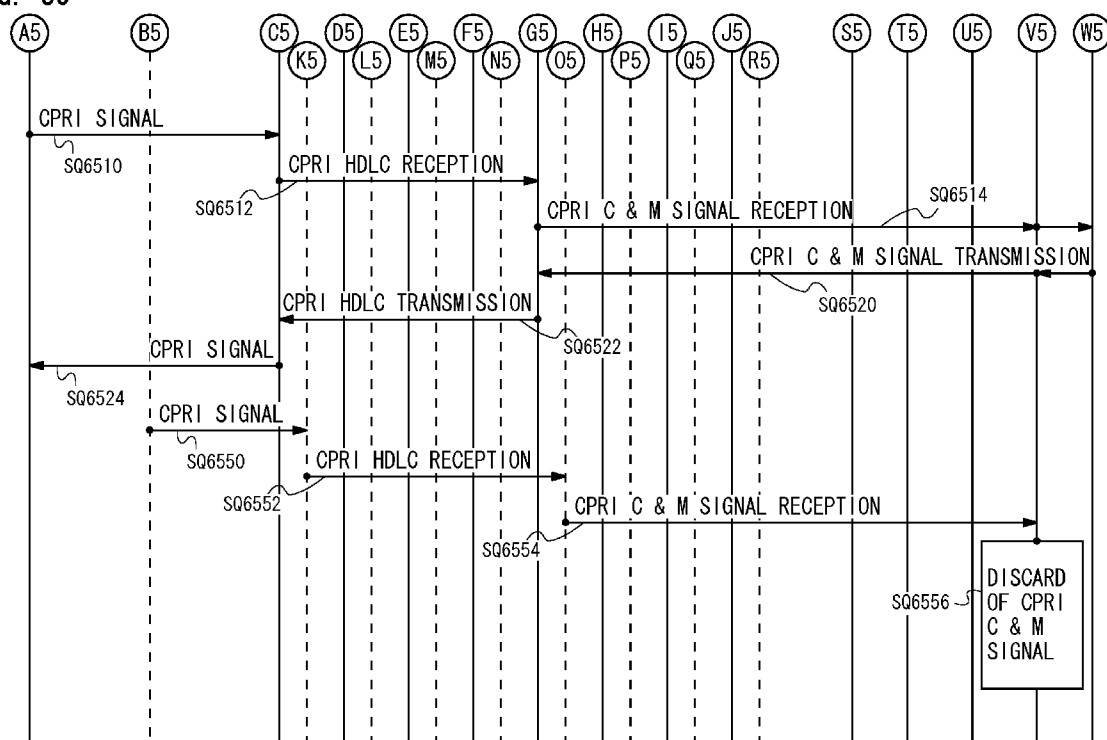 A5 B5 C5 D5 E5 F5 G5 H5 I5 J5 S5 T5 U5 V5 W5
K5 L5 M5 N5 O5 P5 Q5 R5
CPRI SIGNAL
SQ6510
CPRI HDLC RECEPTION
SQ6512
SQ6514
CPRI C & M SIGNAL RECEPTION
CPRI C & M SIGNAL TRANSMISSION
SQ6520
CPRI HDLC TRANSMISSION
SQ6522
CPRI SIGNAL
SQ6524
CPRI SIGNAL
SQ6550
CPRI HDLC RECEPTION
SQ6552
CPRI C & M SIGNAL RECEPTION
SQ6554
SQ6556
DISCARD
OF CPRI
C & M
SIGNAL